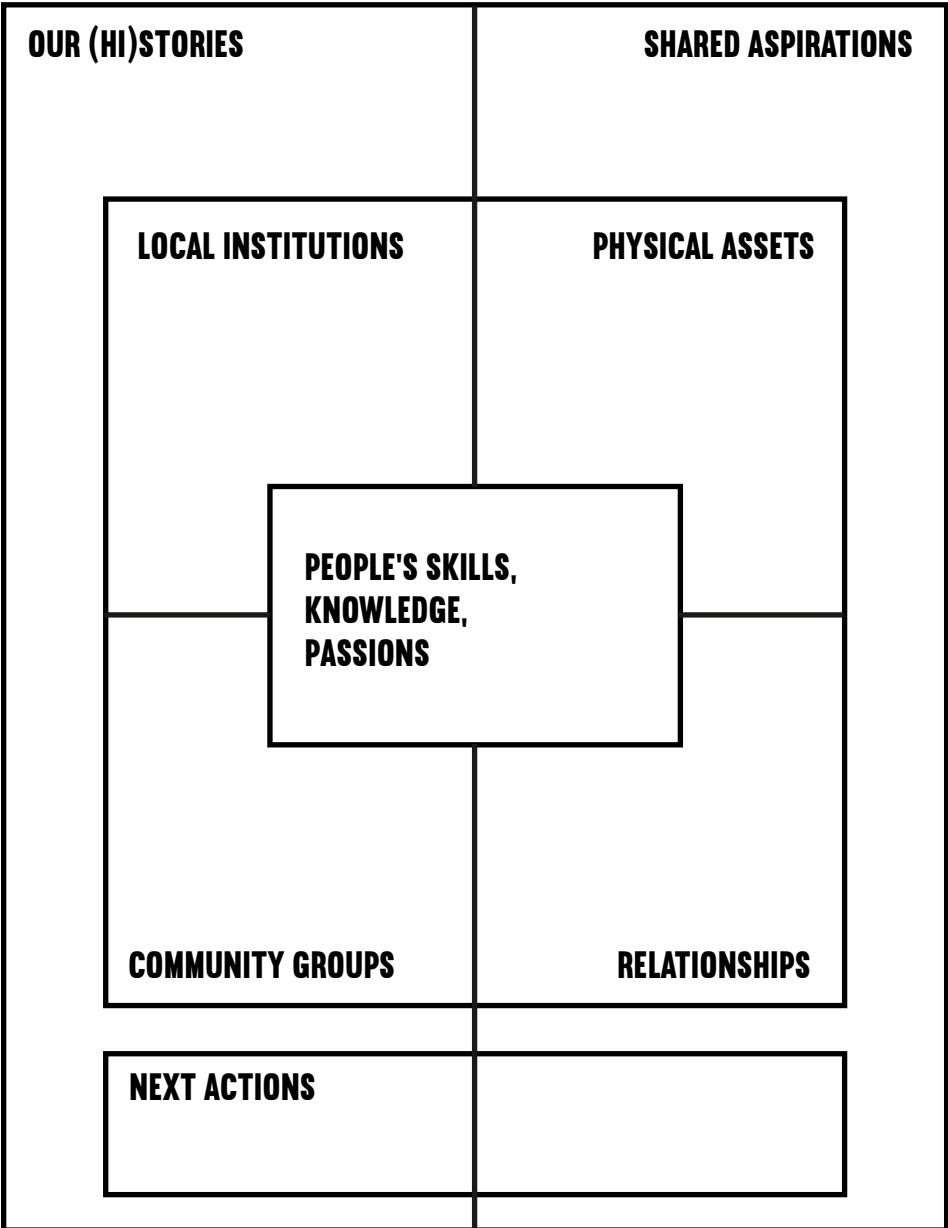 OUR (HI)STORIES
SHARED ASPIRATIONS
LOCAL INSTITUTIONS
PHYSICAL ASSETS
PEOPLE'S SKILLS,
KNOWLEDGE,
PASSIONS
COMMUNITY GROUPS
RELATIONSHIPS
NEXT ACTIONS